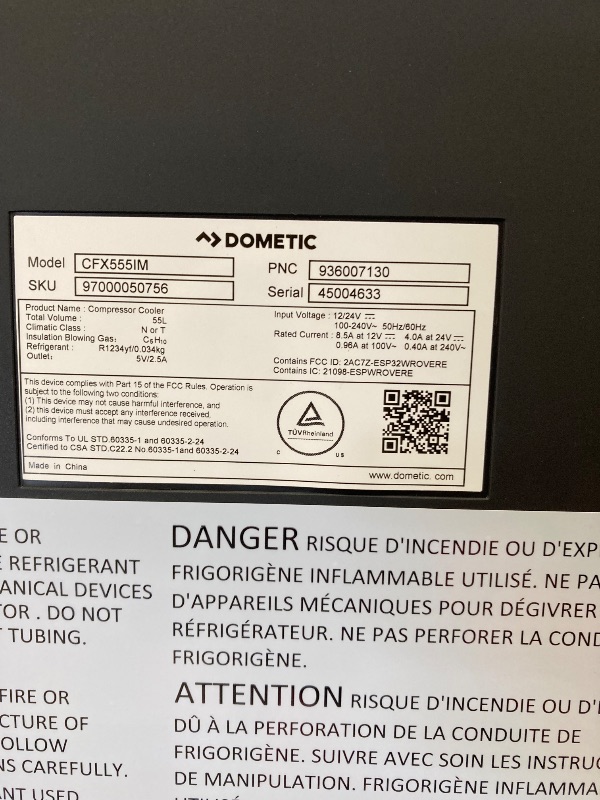 DOMETIC
Model CFX555IM
PNC 936007130
SKU 97000050756
Serial 45004633
Product Name : Compressor Cooler
Total Volume : 55L
Climatic Class : N or T
Insulation Blowing Gas: C₅H₁₀
Refrigerant : R1234yf/0.034kg
Outlet: 5V/2.5A
Input Voltage : 12/24V ⎓
100-240V~ 50Hz/60Hz
Rated Current : 8.5A at 12V ⎓ 4.0A at 24V ⎓
0.96A at 100V~ 0.40A at 240V~
Contains FCC ID: 2AC7Z-ESP32WROVERE
Contains IC: 21098-ESPWROVERE
This device complies with Part 15 of the FCC Rules. Operation is
subject to the following two conditions:
(1) This device may not cause harmful interference, and
(2) this device must accept any interference received,
including interference that may cause undesired operation.
Conforms To UL STD.60335-1 and 60335-2-24
Certified to CSA STD.C22.2 No.60335-1and 60335-2-24
TÜVRheinland
C US
Made in China
www.dometic. com
E OR
E REFRIGERANT
ANICAL DEVICES
TOR . DO NOT
T TUBING.
FIRE OR
CTURE OF
OLLOW
NS CAREFULLY.
ANT USED
DANGER RISQUE D'INCENDIE OU D'EXP
FRIGORIGÈNE INFLAMMABLE UTILISÉ. NE PA
D'APPAREILS MÉCANIQUES POUR DÉGIVRER
RÉFRIGÉRATEUR. NE PAS PERFORER LA COND
FRIGORIGÈNE.
ATTENTION RISQUE D'INCENDIE OU D'E
DÛ À LA PERFORATION DE LA CONDUITE DE
FRIGORIGÈNE. SUIVRE AVEC SOIN LES INSTRUC
DE MANIPULATION. FRIGORIGÈNE INFLAMMA